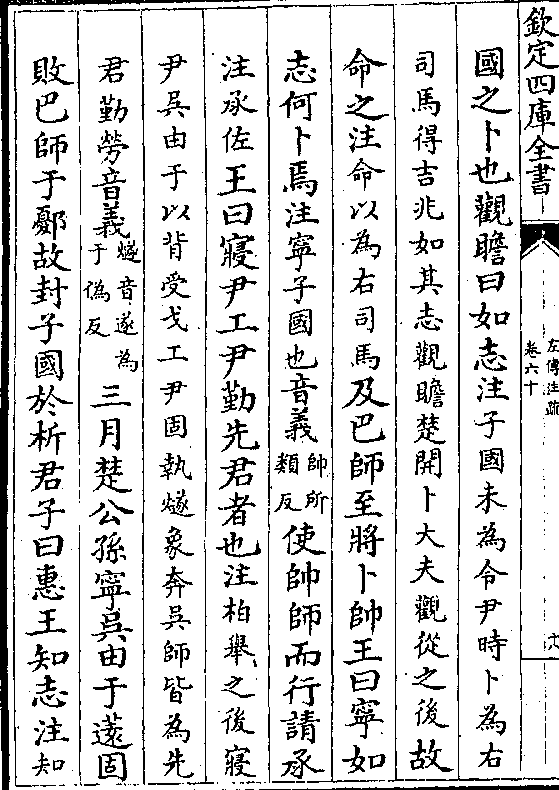 欽定四庫全書
左傳注疏
卷六十
國之卜也觀瞻曰如志注子國未為令尹時卜為右
司馬得吉兆如其志觀瞻楚開卜大夫觀從之後故
命之注命以為右司馬及巴師至將卜帥王曰寧如
志何卜焉注寧子國也音義帥所類反使帥師而行請承
注承佐王曰寢尹工尹勤先君者也注柏舉之後寢
尹吳由于以背受戈工尹固執燧象奔吳師皆為先
君勤勞音義燧音遂為于偽反三月楚公孫寧吳由于薳固
敗巴師于鄾故封子國於析君子曰惠王知志注知